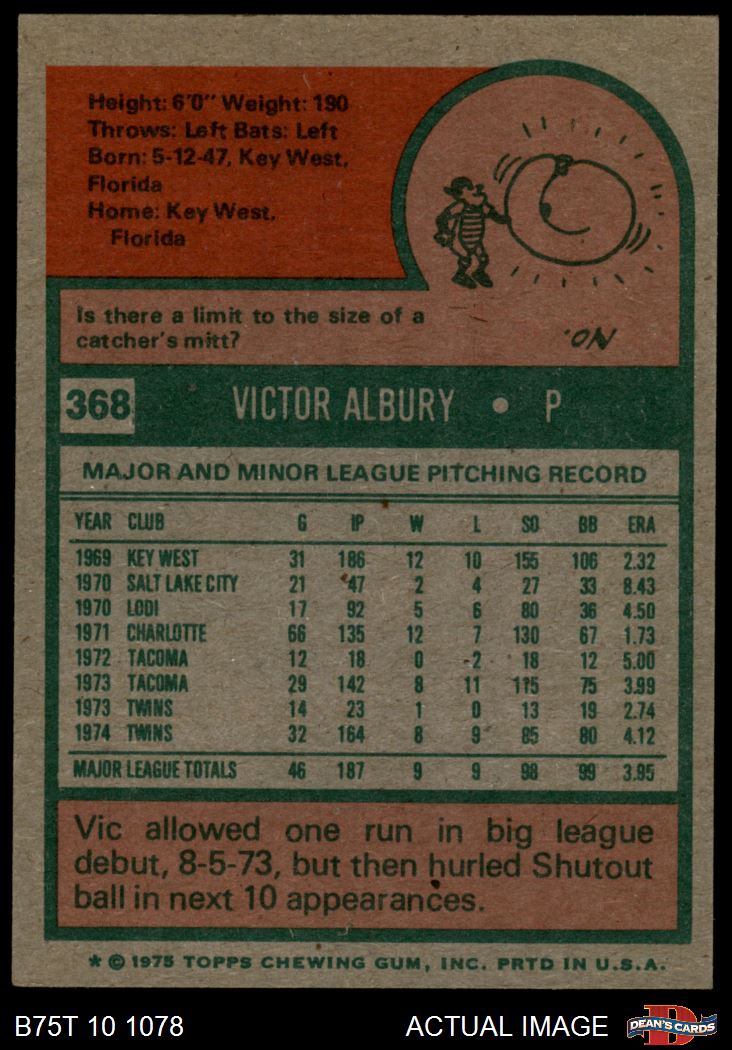 Height: 6'0" Weight: 190
Throws: Left Bats: Left
Born: 5-12-47, Key West,
Florida
Home: Key West,
Florida
Is there a limit to the size of a
catcher's mitt?
NO.
368 VICTOR ALBURY • P
MAJOR AND MINOR LEAGUE PITCHING RECORD
YEAR CLUB G IP W L SO BB ERA
1969 KEY WEST 31 186 12 10 155 106 2.32
1970 SALT LAKE CITY 21 47 2 4 27 33 8.43
1970 LODI 17 92 5 6 80 36 4.50
1971 CHARLOTTE 66 135 12 7 130 67 1.73
1972 TACOMA 12 18 0 2 18 12 5.00
1973 TACOMA 29 142 8 11 115 75 3.99
1973 TWINS 14 23 1 0 13 19 2.74
1974 TWINS 32 164 8 9 85 80 4.12
MAJOR LEAGUE TOTALS 46 187 9 9 98 99 3.95
Vic allowed one run in big league
debut, 8-5-73, but then hurled Shutout
ball in next 10 appearances.
* © 1975 TOPPS CHEWING GUM, INC. PRTD IN U.S.A.
B75T 10 1078 ACTUAL IMAGE DEAN'S CARDS